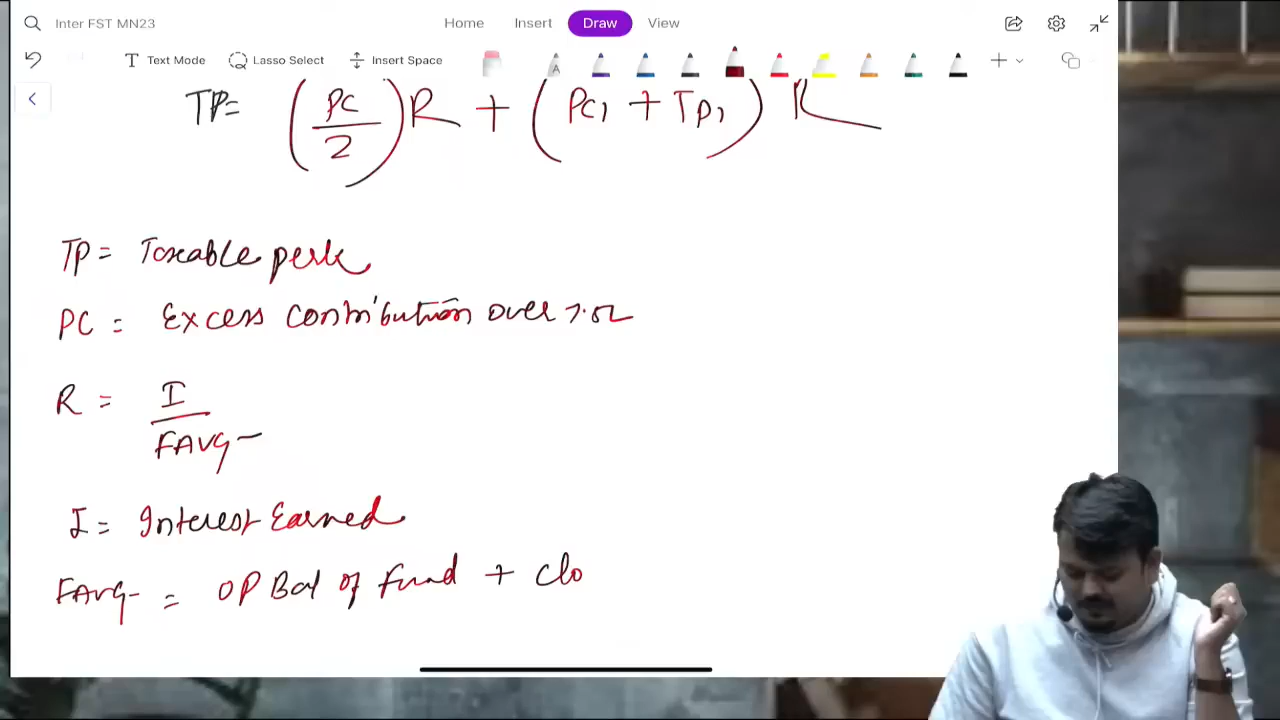 Inter FST MN23
Home Insert Draw View
T Text Mode Lasso Select Insert Space A
TP= (PC/2)R + (PC1 + TP1) R
TP = Taxable perk
PC = Excess contribution over 7.5L
R = I / FAVG
I = Interest Earned
FAVG = OP Bal of fund + Clo